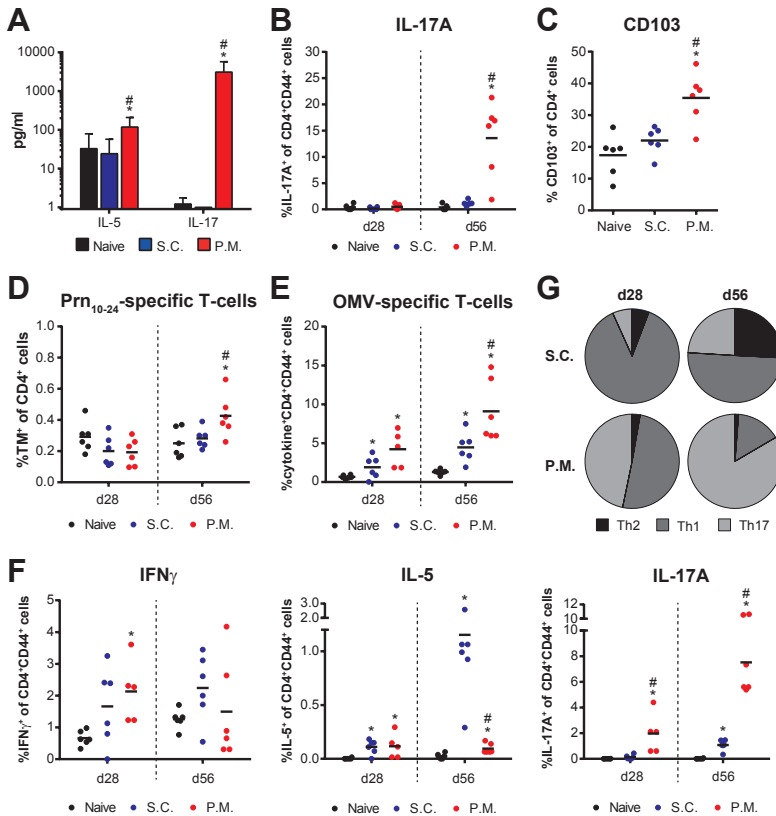 A
pg/ml
10000
1000
100
10
1
#
*
#
*
IL-5
IL-17
Naive
S.C.
P.M.
B
IL-17A
%IL-17A⁺ of CD4⁺CD44⁺ cells
30
25
20
15
10
5
0
#
*
d28
d56
Naive
S.C.
P.M.
C
CD103
% CD103⁺ of CD4⁺ cells
60
50
40
30
20
10
0
#
*
Naive
S.C.
P.M.
D
Prn₁₀₋₂₄-specific T-cells
%TM⁺ of CD4⁺ cells
1.0
0.8
0.6
0.4
0.2
0.0
#
*
d28
d56
Naive
S.C.
P.M.
E
OMV-specific T-cells
%cytokine⁺CD4⁺CD44⁺ cells
20
15
10
5
0
*
*
*
#
*
d28
d56
Naive
S.C.
P.M.
G
d28
d56
S.C.
P.M.
Th2
Th1
Th17
F
IFNγ
%IFNγ⁺ of CD4⁺CD44⁺ cells
5
4
3
2
1
0
*
d28
d56
Naive
S.C.
P.M.
IL-5
%IL-5⁺ of CD4⁺CD44⁺ cells
3.0
2.0
1.0
0.5
0.0
*
*
*
#
*
d28
d56
Naive
S.C.
P.M.
IL-17A
%IL-17A⁺ of CD4⁺CD44⁺ cells
12
10
8
6
4
2
0
#
*
*
#
*
d28
d56
Naive
S.C.
P.M.